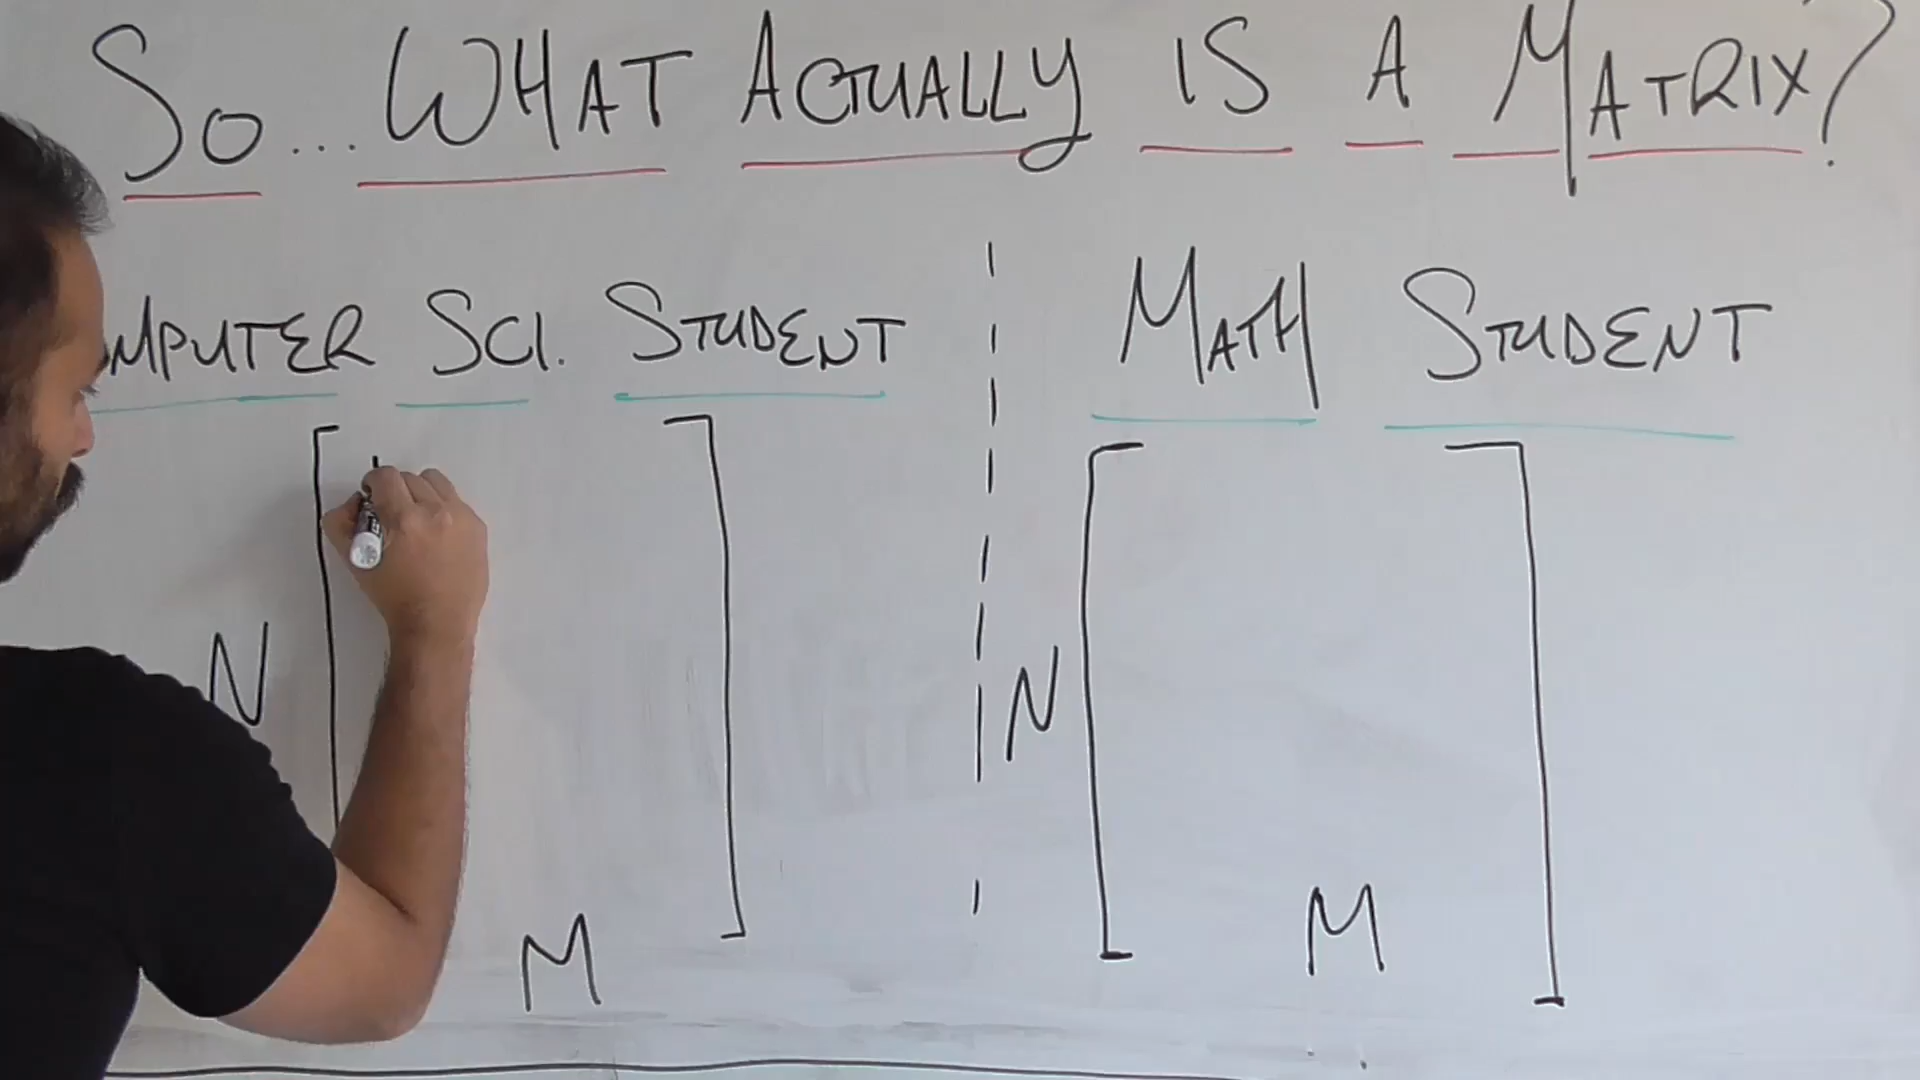 SO... WHAT ACTUALLY IS A MATRIX?
MPUTER SCI. STUDENT
MATH STUDENT
N
M
N
M